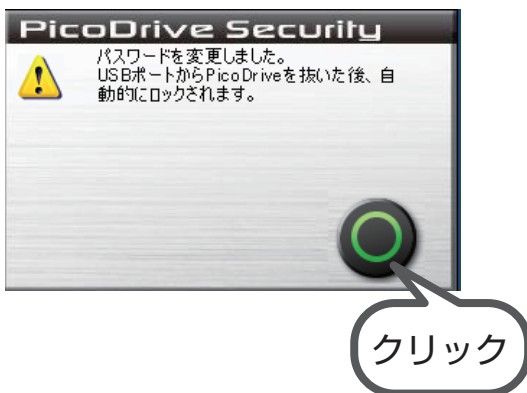 PicoDrive Security
パスワードを変更しました。
USBポートからPicoDriveを抜いた後、自
動的にロックされます。
クリック